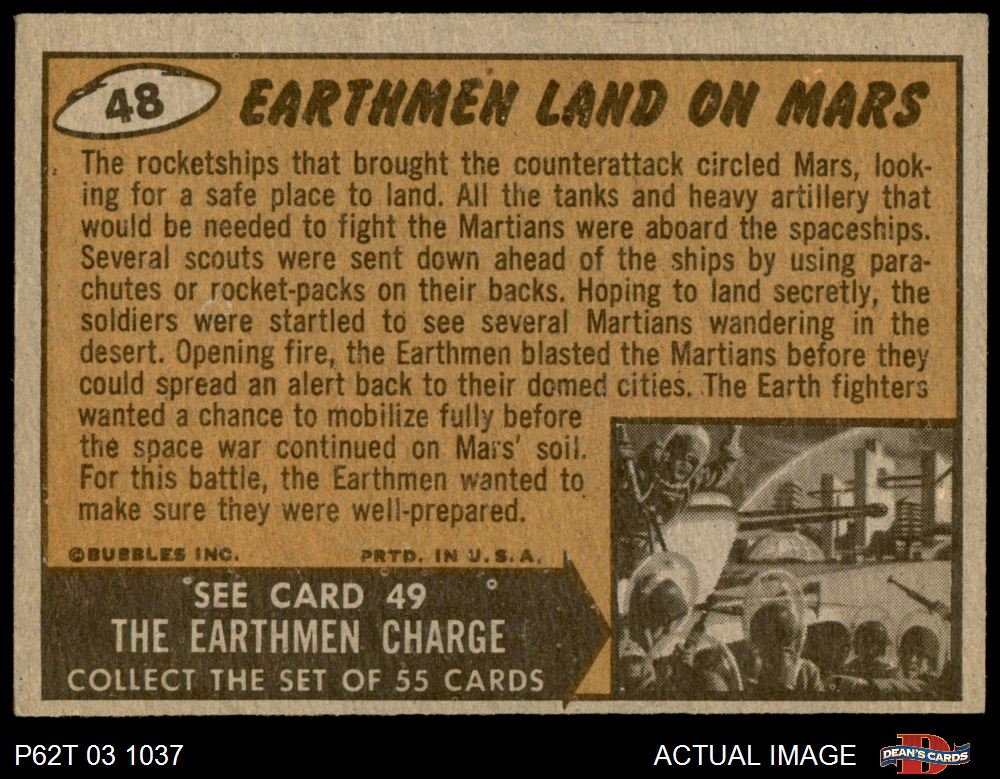 48 EARTHMEN LAND ON MARS
The rocketships that brought the counterattack circled Mars, look-
ing for a safe place to land. All the tanks and heavy artillery that
would be needed to fight the Martians were aboard the spaceships.
Several scouts were sent down ahead of the ships by using para-
chutes or rocket-packs on their backs. Hoping to land secretly, the
soldiers were startled to see several Martians wandering in the
desert. Opening fire, the Earthmen blasted the Martians before they
could spread an alert back to their domed cities. The Earth fighters
wanted a chance to mobilize fully before
the space war continued on Mars' soil.
For this battle, the Earthmen wanted to
make sure they were well-prepared.
©BUBBLES INC. PRTD. IN U.S.A.
SEE CARD 49
THE EARTHMEN CHARGE
COLLECT THE SET OF 55 CARDS
P62T 03 1037 ACTUAL IMAGE DEAN'S CARDS